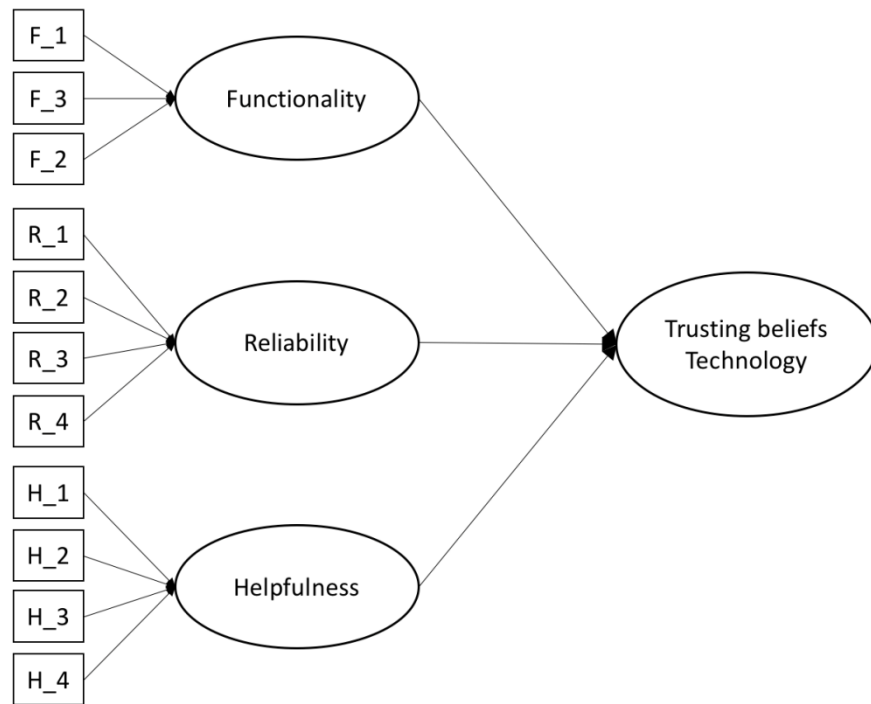 F_1
F_3
F_2
Functionality
R_1
R_2
R_3
R_4
Reliability
H_1
H_2
H_3
H_4
Helpfulness
Trusting beliefs
Technology